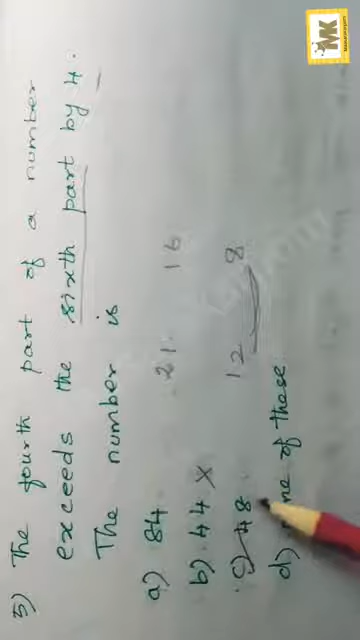 5) The fourth part of a number
exceeds the sixth part by 4.
The number is
a) 84 21 16
b) 44 X
c) 48 12 8
d) of these
MK